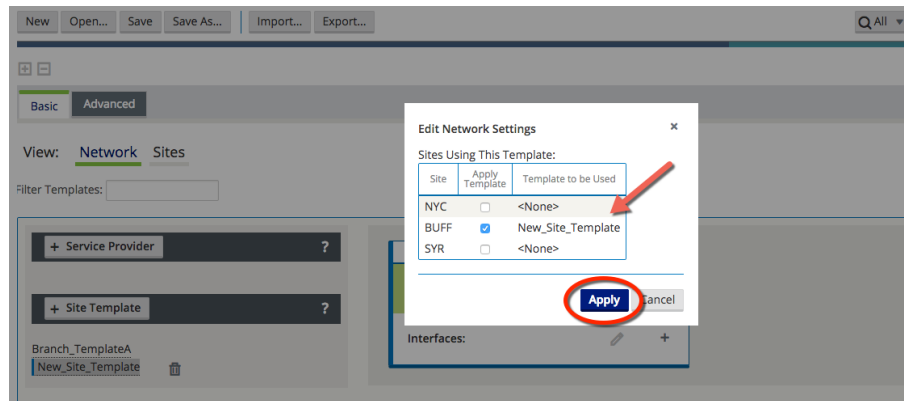 New Open... Save Save As... Import... Export... All
Basic Advanced
View: Network Sites
Filter Templates:
+ Service Provider ?
+ Site Template ?
Branch_TemplateA
New_Site_Template
Edit Network Settings ×
Sites Using This Template:
Site Apply Template Template to be Used
NYC <None>
BUFF New_Site_Template
SYR <None>
Apply Cancel
Interfaces: +